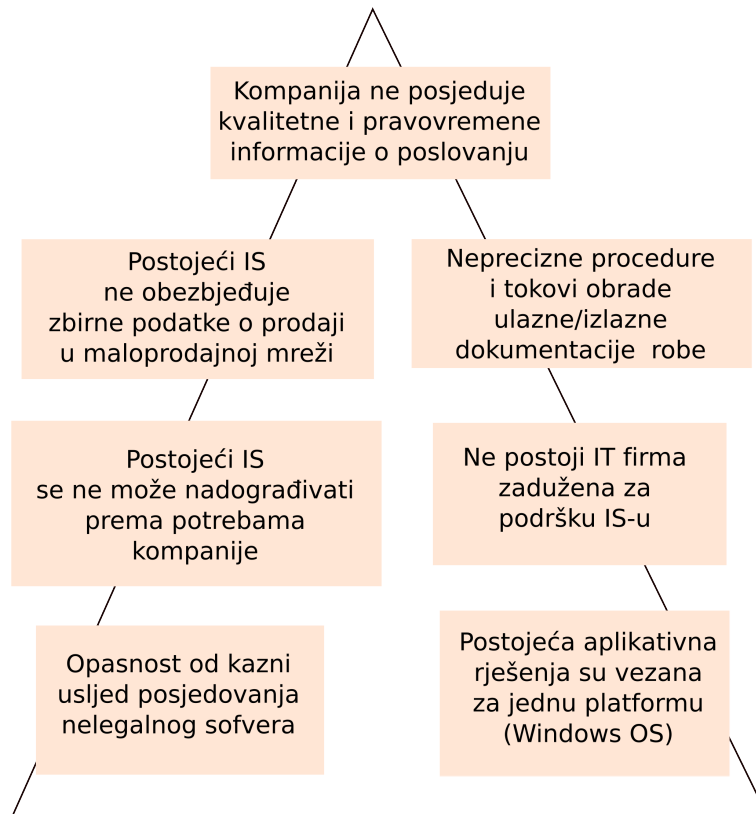 Kompanija ne posjeduje
kvalitetne i pravovremene
informacije o poslovanju
Postojeći IS
ne obezbjeđuje
zbirne podatke o prodaji
u maloprodajnoj mreži
Neprecizne procedure
i tokovi obrade
ulazne/izlazne
dokumentacije  robe
Postojeći IS
se ne može nadograđivati
prema potrebama
kompanije
Ne postoji IT firma
zadužena za
podršku IS-u
Opasnost od kazni
usljed posjedovanja
nelegalnog sofvera
Postojeća aplikativna
rješenja su vezana
za jednu platformu
(Windows OS)